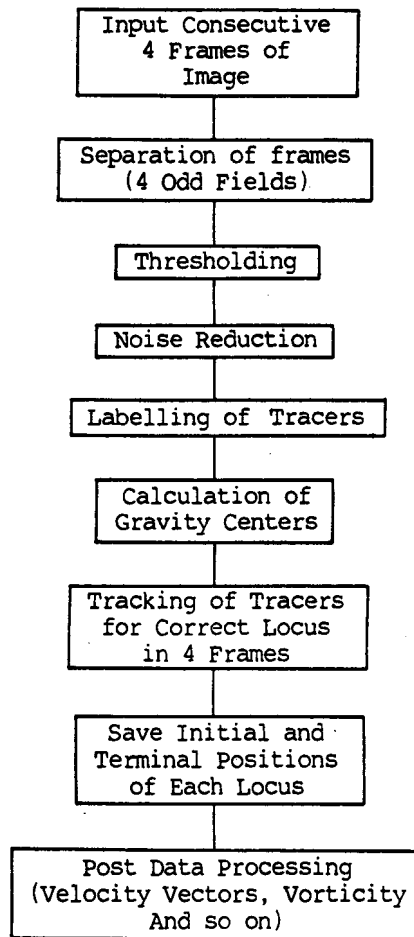 Input Consecutive
4 Frames of
Image
Separation of frames
(4 Odd Fields)
Thresholding
Noise Reduction
Labelling of Tracers
Calculation of
Gravity Centers
Tracking of Tracers
for Correct Locus
in 4 Frames
Save Initial and
Terminal Positions
of Each Locus
Post Data Processing
(Velocity Vectors, Vorticity
And so on)